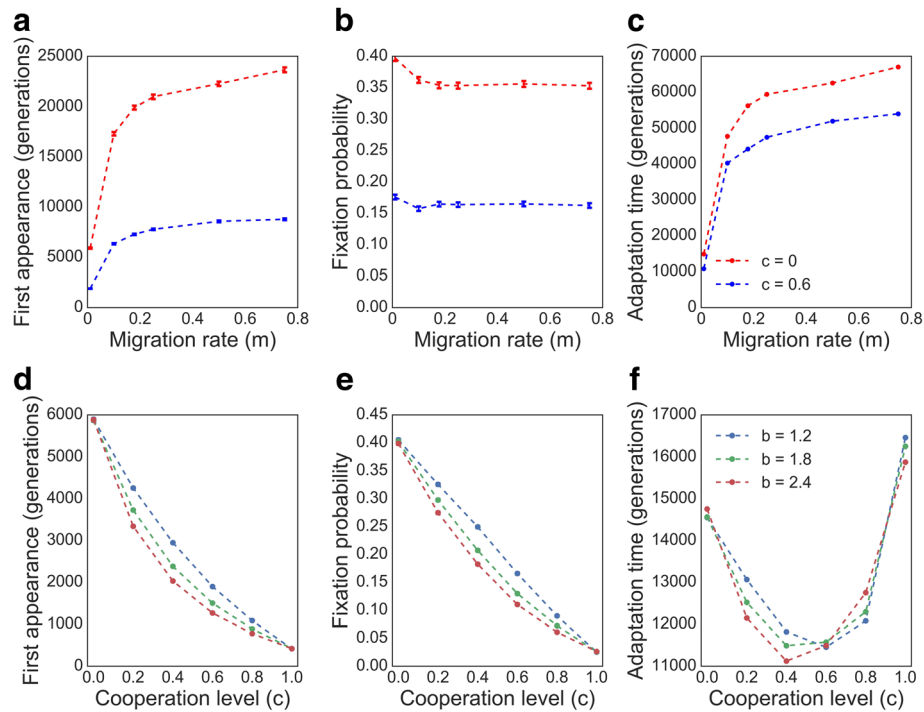 a
First appearance (generations)
25000
20000
15000
10000
5000
0
0 0.2 0.4 0.6 0.8
Migration rate (m)
b
Fixation probability
0.40
0.35
0.30
0.25
0.20
0.15
0.10
0.05
0.00
0 0.2 0.4 0.6 0.8
Migration rate (m)
c
Adaptation time (generations)
70000
60000
50000
40000
30000
20000
10000
0
c = 0
c = 0.6
0 0.2 0.4 0.6 0.8
Migration rate (m)
d
First appearance (generations)
6000
5000
4000
3000
2000
1000
0
0.0 0.2 0.4 0.6 0.8 1.0
Cooperation level (c)
e
Fixation probability
0.45
0.40
0.35
0.30
0.25
0.20
0.15
0.10
0.05
0.00
0.0 0.2 0.4 0.6 0.8 1.0
Cooperation level (c)
f
Adaptation time (generations)
17000
16000
15000
14000
13000
12000
11000
b = 1.2
b = 1.8
b = 2.4
0.0 0.2 0.4 0.6 0.8 1.0
Cooperation level (c)